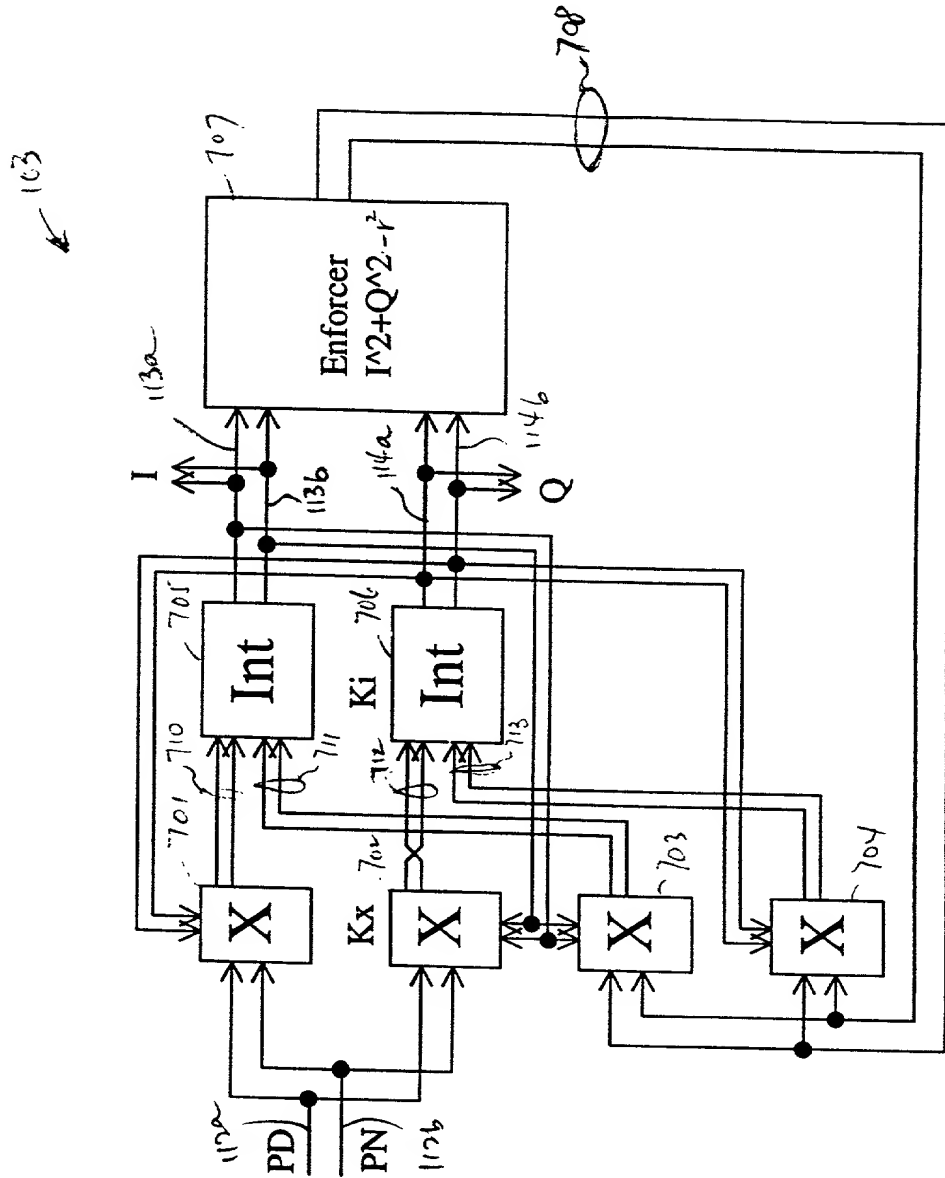 103
707
708
Enforcer
I^2+Q^2-r²
113a
I
113b
114a
114b
Q
705
Int
Ki
706
Int
710
711
712
713
701
X
Kx
702
X
X
703
X
704
112a
PD
PN
112b